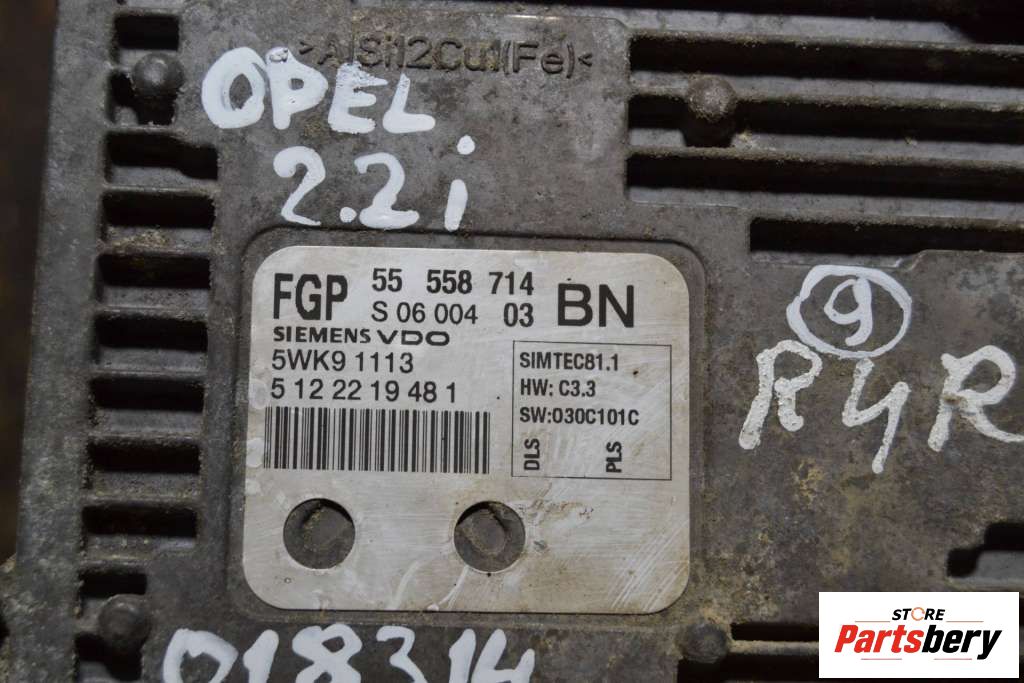 >AlSi12Cu1(Fe)<
OPEL
2.2i
FGP 55 558 714 BN
S 06 004 03
SIEMENS VDO
5WK9 1113
5 12 22 19 48 1
SIMTEC81.1
HW: C3.3
SW:030C101C
DLS PLS
9
R4R
018314
STORE
Partsbery